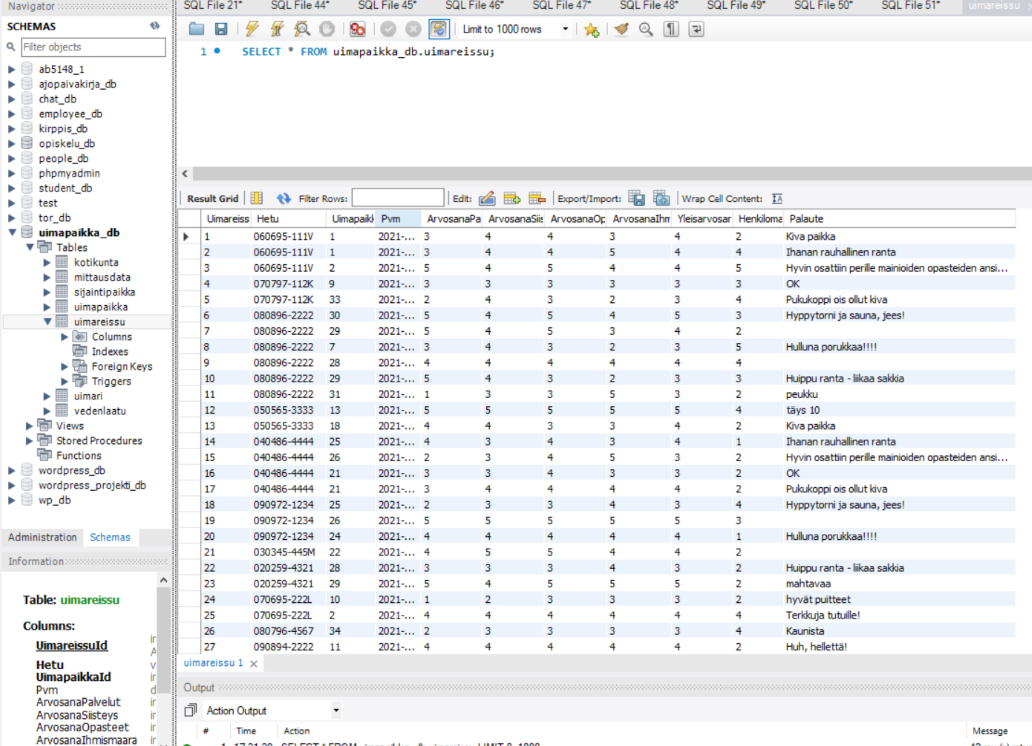 Navigator
SQL File 21* SQL File 44* SQL File 45* SQL File 46* SQL File 47* SQL File 48* SQL File 49* SQL File 50* SQL File 51* uimareissu
SCHEMAS
Filter objects
Limit to 1000 rows
1 SELECT * FROM uimapaikka_db.uimareissu;
ab5148_1
ajopaivakirja_db
chat_db
employee_db
kirppis_db
opiskelu_db
people_db
phpmyadmin
student_db
test
tor_db
uimapaikka_db
Tables
kotikunta
mittausdata
sijaintipaikka
uimapaikka
uimareissu
Columns
Indexes
Foreign Keys
Triggers
uimari
vedenlaatu
Views
Stored Procedures
Functions
wordpress_db
wordpress_projekti_db
wp_db
Administration Schemas
Information
Table: uimareissu
Columns:
UimareissuId
Hetu
UimapaikkaId
Pvm
ArvosanaPalvelut
ArvosanaSiisteys
ArvosanaOpasteet
ArvosanaIhmismaara
Result Grid Filter Rows: Edit: Export/Import: Wrap Cell Content:
Uimareiss Hetu Uimapaikk Pvm ArvosanaPa ArvosanaSiis ArvosanaOp ArvosanaIhm Yleisarvosar Henkiloma Palaute
1 060695-111V 1 2021-... 3 4 4 3 4 2 Kiva paikka
2 060695-111V 1 2021-... 3 4 4 5 4 4 Ihanan rauhallinen ranta
3 060695-111V 2 2021-... 5 4 5 4 4 5 Hyvin osattiin perille mainioiden opasteiden ansi...
4 070797-112K 9 2021-... 3 3 3 3 3 3 OK
5 070797-112K 33 2021-... 2 4 3 2 3 4 Pukukoppi ois ollut kiva
6 080896-2222 30 2021-... 5 4 5 4 5 3 Hyppytorni ja sauna, jees!
7 080896-2222 29 2021-... 5 4 5 3 4 2
8 080896-2222 7 2021-... 3 4 3 2 3 5 Hulluna porukkaa!!!!
9 080896-2222 28 2021-... 4 4 4 4 4 4
10 080896-2222 29 2021-... 5 4 3 2 3 3 Huippu ranta - liikaa sakkia
11 080896-2222 31 2021-... 1 3 3 5 3 2 peukku
12 050565-3333 13 2021-... 5 5 5 5 5 4 täys 10
13 050565-3333 18 2021-... 4 4 3 3 4 2 Kiva paikka
14 040486-4444 25 2021-... 4 3 4 3 4 1 Ihanan rauhallinen ranta
15 040486-4444 26 2021-... 2 3 4 5 3 2 Hyvin osattiin perille mainioiden opasteiden ansi...
16 040486-4444 21 2021-... 3 3 4 3 3 2 OK
17 040486-4444 21 2021-... 3 4 4 4 4 2 Pukukoppi ois ollut kiva
18 090972-1234 25 2021-... 2 3 3 4 3 4 Hyppytorni ja sauna, jees!
19 090972-1234 26 2021-... 5 5 5 5 5 3
20 090972-1234 24 2021-... 4 4 4 4 4 1 Hulluna porukkaa!!!!
21 030345-445M 22 2021-... 4 5 5 4 4 2
22 020259-4321 28 2021-... 3 3 3 4 3 2 Huippu ranta - liikaa sakkia
23 020259-4321 29 2021-... 5 4 5 5 5 2 mahtavaa
24 070695-222L 10 2021-... 1 2 3 3 3 2 hyvät puitteet
25 070695-222L 2 2021-... 4 4 4 4 4 4 Terkkuja tutuille!
26 080796-4567 34 2021-... 2 3 3 3 3 4 Kaunista
27 090894-2222 11 2021-... 4 4 4 4 4 2 Huh, hellettä!
uimareissu 1
Output
Action Output
# Time Action Message